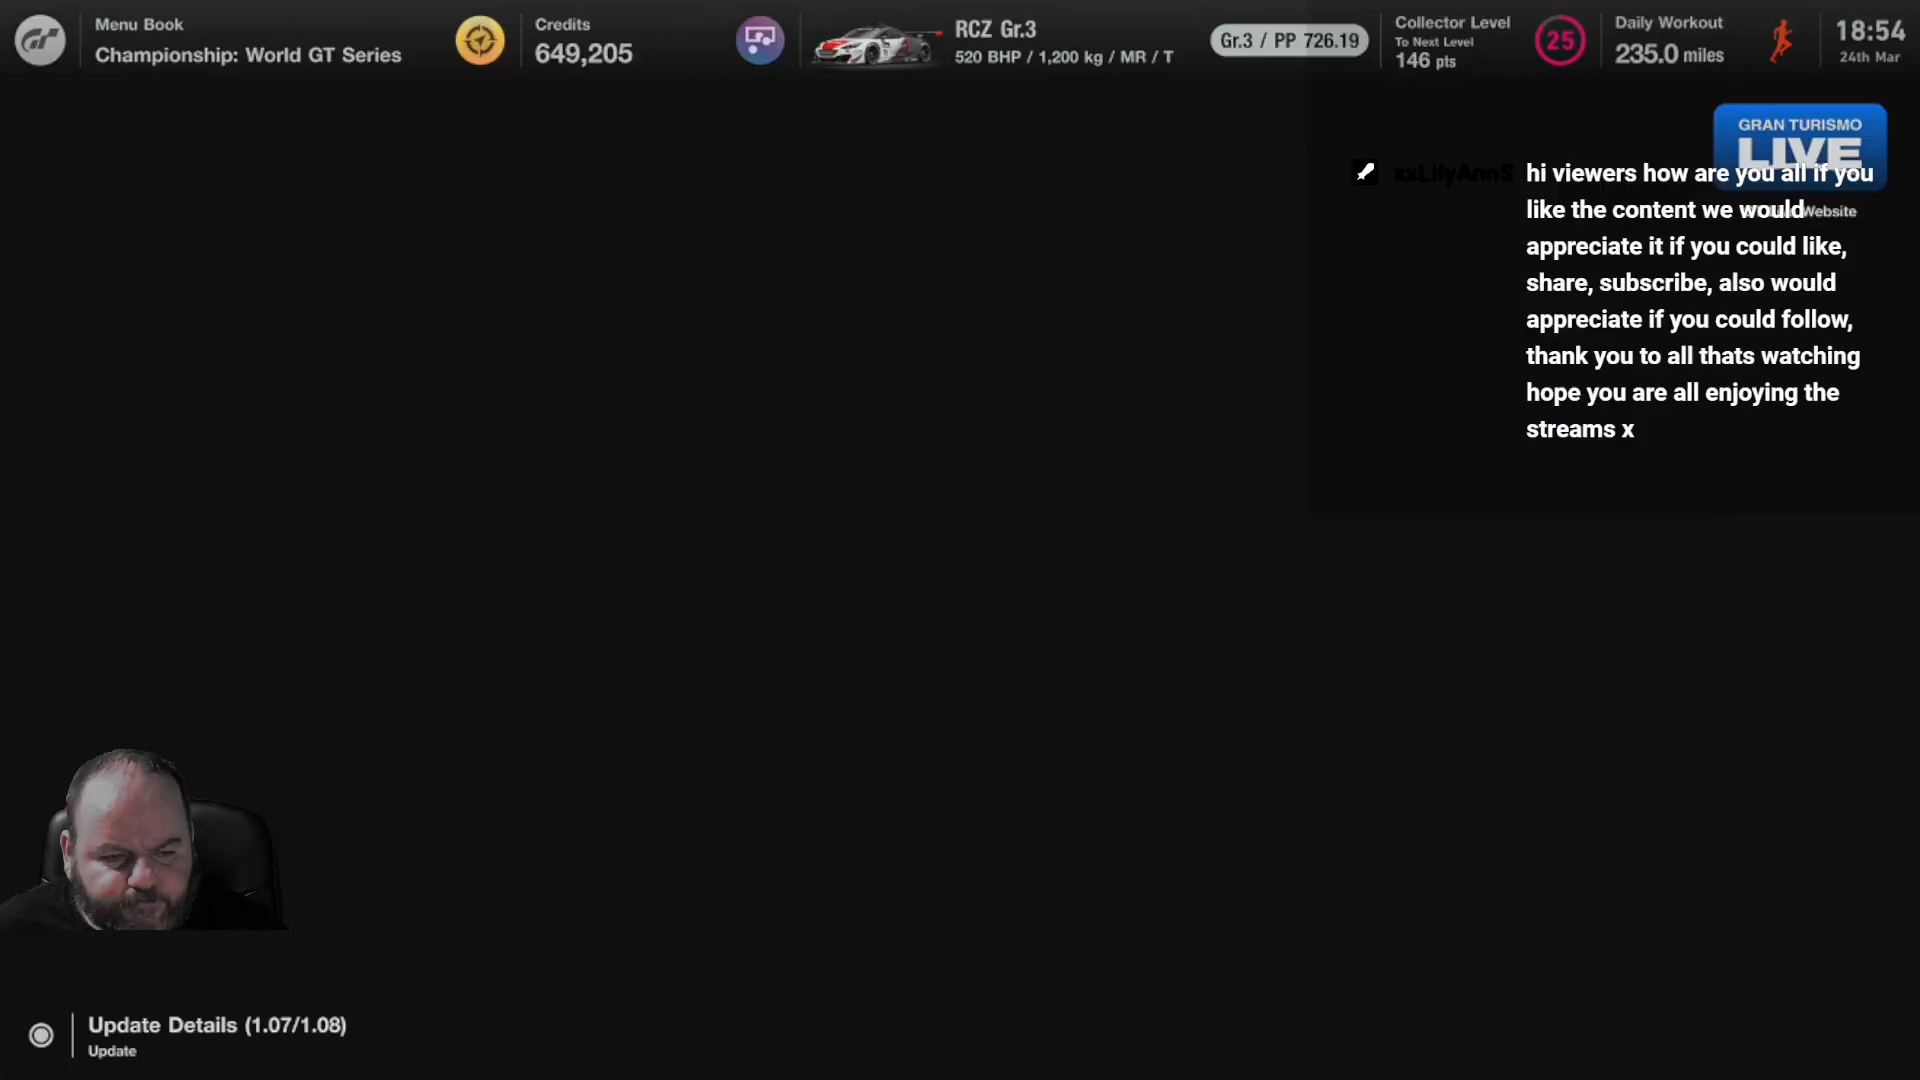 Menu Book
Championship: World GT Series
Credits
649,205
RCZ Gr.3
520 BHP / 1,200 kg / MR / T
Gr.3 / PP 726.19
Collector Level
To Next Level
146 pts
25
Daily Workout
235.0 miles
18:54
24th Mar
GRAN TURISMO
LIVE
Website
xxLilyAnnS hi viewers how are you all if you
like the content we would
appreciate it if you could like,
share, subscribe, also would
appreciate if you could follow,
thank you to all thats watching
hope you are all enjoying the
streams x
Update Details (1.07/1.08)
Update